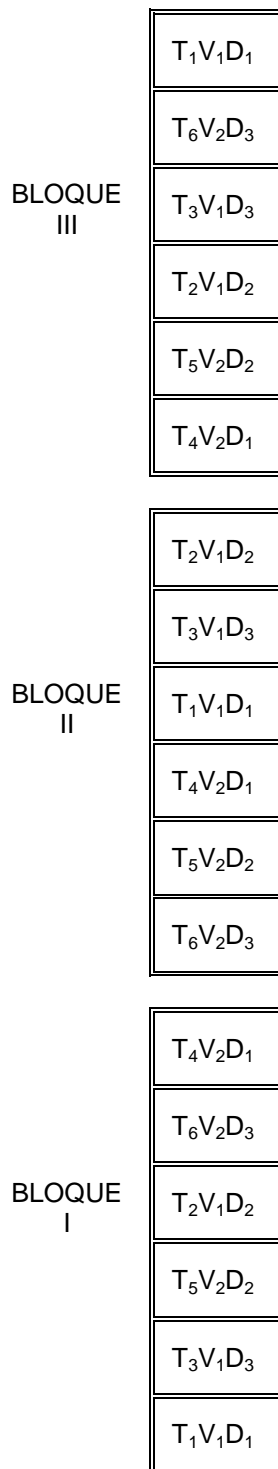 T₁V₁D₁
T₆V₂D₃
BLOQUE
III
T₃V₁D₃
T₂V₁D₂
T₅V₂D₂
T₄V₂D₁
T₂V₁D₂
T₃V₁D₃
BLOQUE
II
T₁V₁D₁
T₄V₂D₁
T₅V₂D₂
T₆V₂D₃
T₄V₂D₁
T₆V₂D₃
BLOQUE
I
T₂V₁D₂
T₅V₂D₂
T₃V₁D₃
T₁V₁D₁